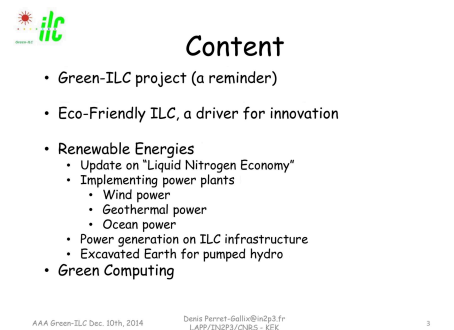 ilc
Green-ILC
Content
• Green-ILC project (a reminder)
• Eco-Friendly ILC, a driver for innovation
• Renewable Energies
• Update on “Liquid Nitrogen Economy”
• Implementing power plants
• Wind power
• Geothermal power
• Ocean power
• Power generation on ILC infrastructure
• Excavated Earth for pumped hydro
• Green Computing
AAA Green-ILC Dec. 10th, 2014
Denis Perret-Gallix@in2p3.fr
LAPP/IN2P3/CNRS - KEK
3